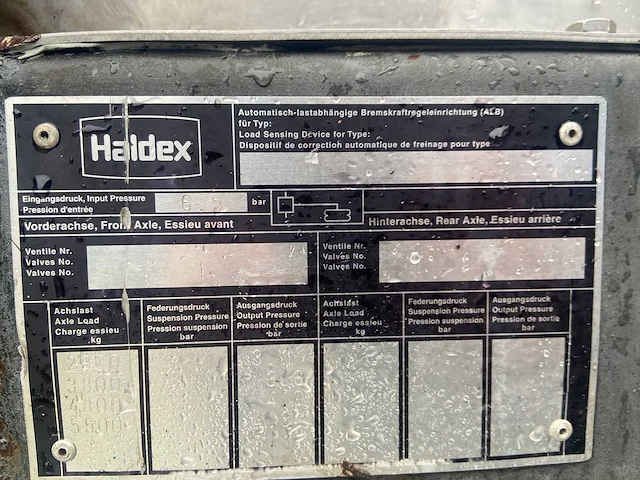 Haldex
Automatisch-lastabhängige Bremskraftregeleinrichtung (ALB)
für Typ:
Load Sensing Device for Type:
Dispositif de correction automatique de freinage pour type
Eingangsdruck, Input Pressure
Pression d'entrée
6.5
bar
Vorderachse, Front Axle, Essieu avant
Hinterachse, Rear Axle, Essieu arrière
Ventile Nr.
Valves No.
Valves No.
Ventile Nr.
Valves No.
Valves No.
Achslast
Axle Load
Charge essieu
kg
Federungsdruck
Suspension Pressure
Pression suspension
bar
Ausgangsdruck
Output Pressure
Pression de sortie
bar
Achslast
Axle Load
Charge essieu
kg
Federungsdruck
Suspension Pressure
Pression suspension
bar
Ausgangsdruck
Output Pressure
Pression de sortie
bar
4800
5500